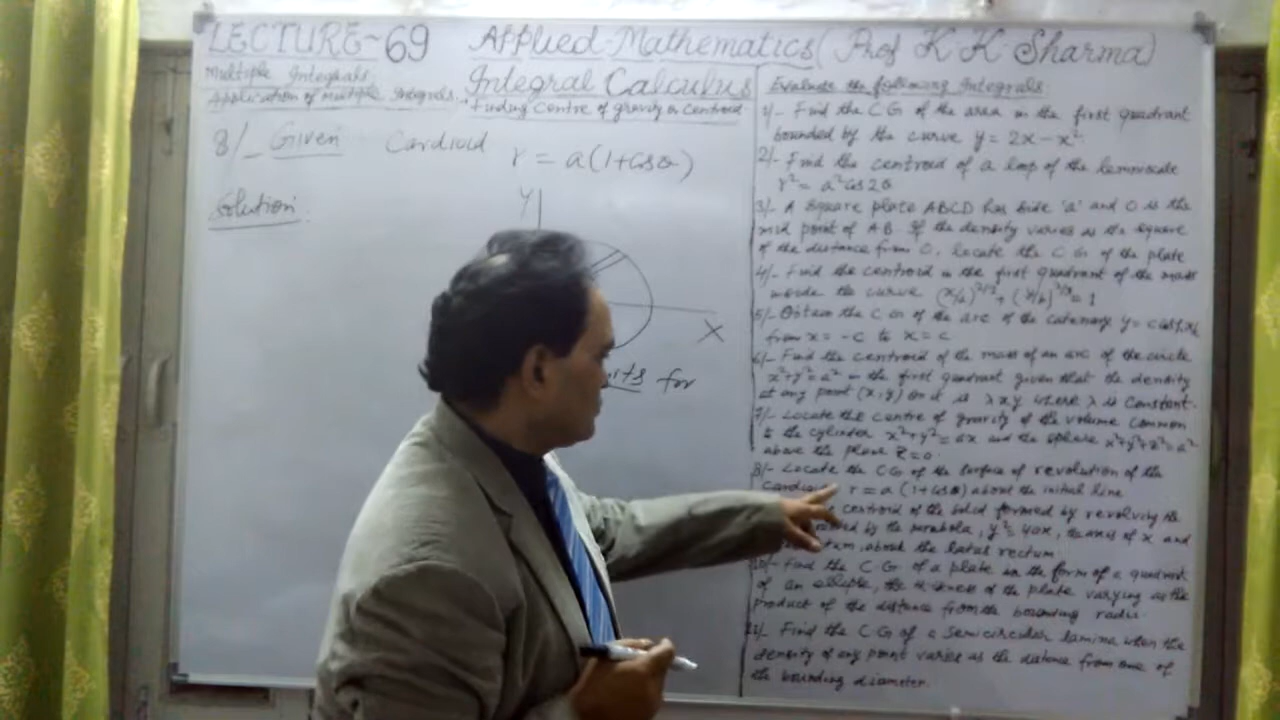 LECTURE-69 Applied-Mathematics (Prof K K Sharma)
Multiple Integrals.
Integral Calculus
Application of multiple Integrals.
Finding Centre of gravity or Centroid
8/- Given Cardioid r = a(1+Cosθ)
Solution:
Y
X
for
Evaluate the following Integrals
1/- Find the C G of the area in the first quadrant
bounded by the curve y = 2x - x²
2/- Find the centroid of a loop of the lemniscate
r² = a² Cos 2θ
3/- A square plate ABCD has side 'a' and O is the
mid point of AB. If the density varies as the square
of the distance from O, locate the C G of the plate
4/- Find the centroid in the first quadrant of the mass
inside the curve (x/a)^2/3 + (y/b)^2/3 = 1
5/- Obtain the C G of the arc of the catenary y = c
from x = -c to x = c
6/- Find the centroid of the mass of an arc of the circle
x²+y² = a² in the first quadrant given that the density
at any point (x,y) on it is λxy where λ is constant.
7/- Locate the centre of gravity of the volume common
to the cylinder x²+y² = ax and the sphere x²+y²+z² = a²
above the plane z=0.
8/- Locate the CG of the surface of revolution of the
r = a (1+Cosθ) about the initial line
centroid of the solid formed by revolving the
by the parabola, y² = 4ax, axis of x and
about the latus rectum
10/- Find the C G of a plate in the form of a quadrant
of an ellipse, the thickness of the plate varying as the
product of the distance from the bounding radii.
11/- Find the C G of a semicircular lamina when the
density of any point varies as the distance from one of
the bounding diameter.